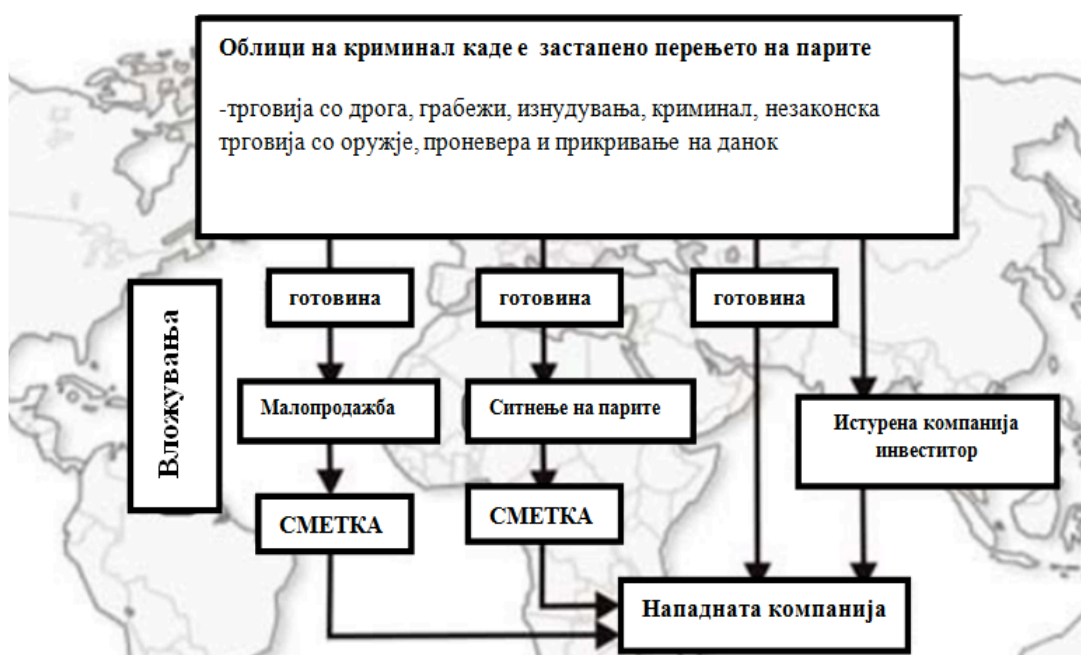 Облици на криминал каде е застапено перењето на парите
-трговија со дрога, грабежи, изнудувања, криминал, незаконска
трговија со оружје, проневера и прикривање на данок
Вложувања
готовина
готовина
готовина
Малопродажба
Ситнење на парите
Истурена компанија
инвеститор
СМЕТКА
СМЕТКА
Нападната компанија